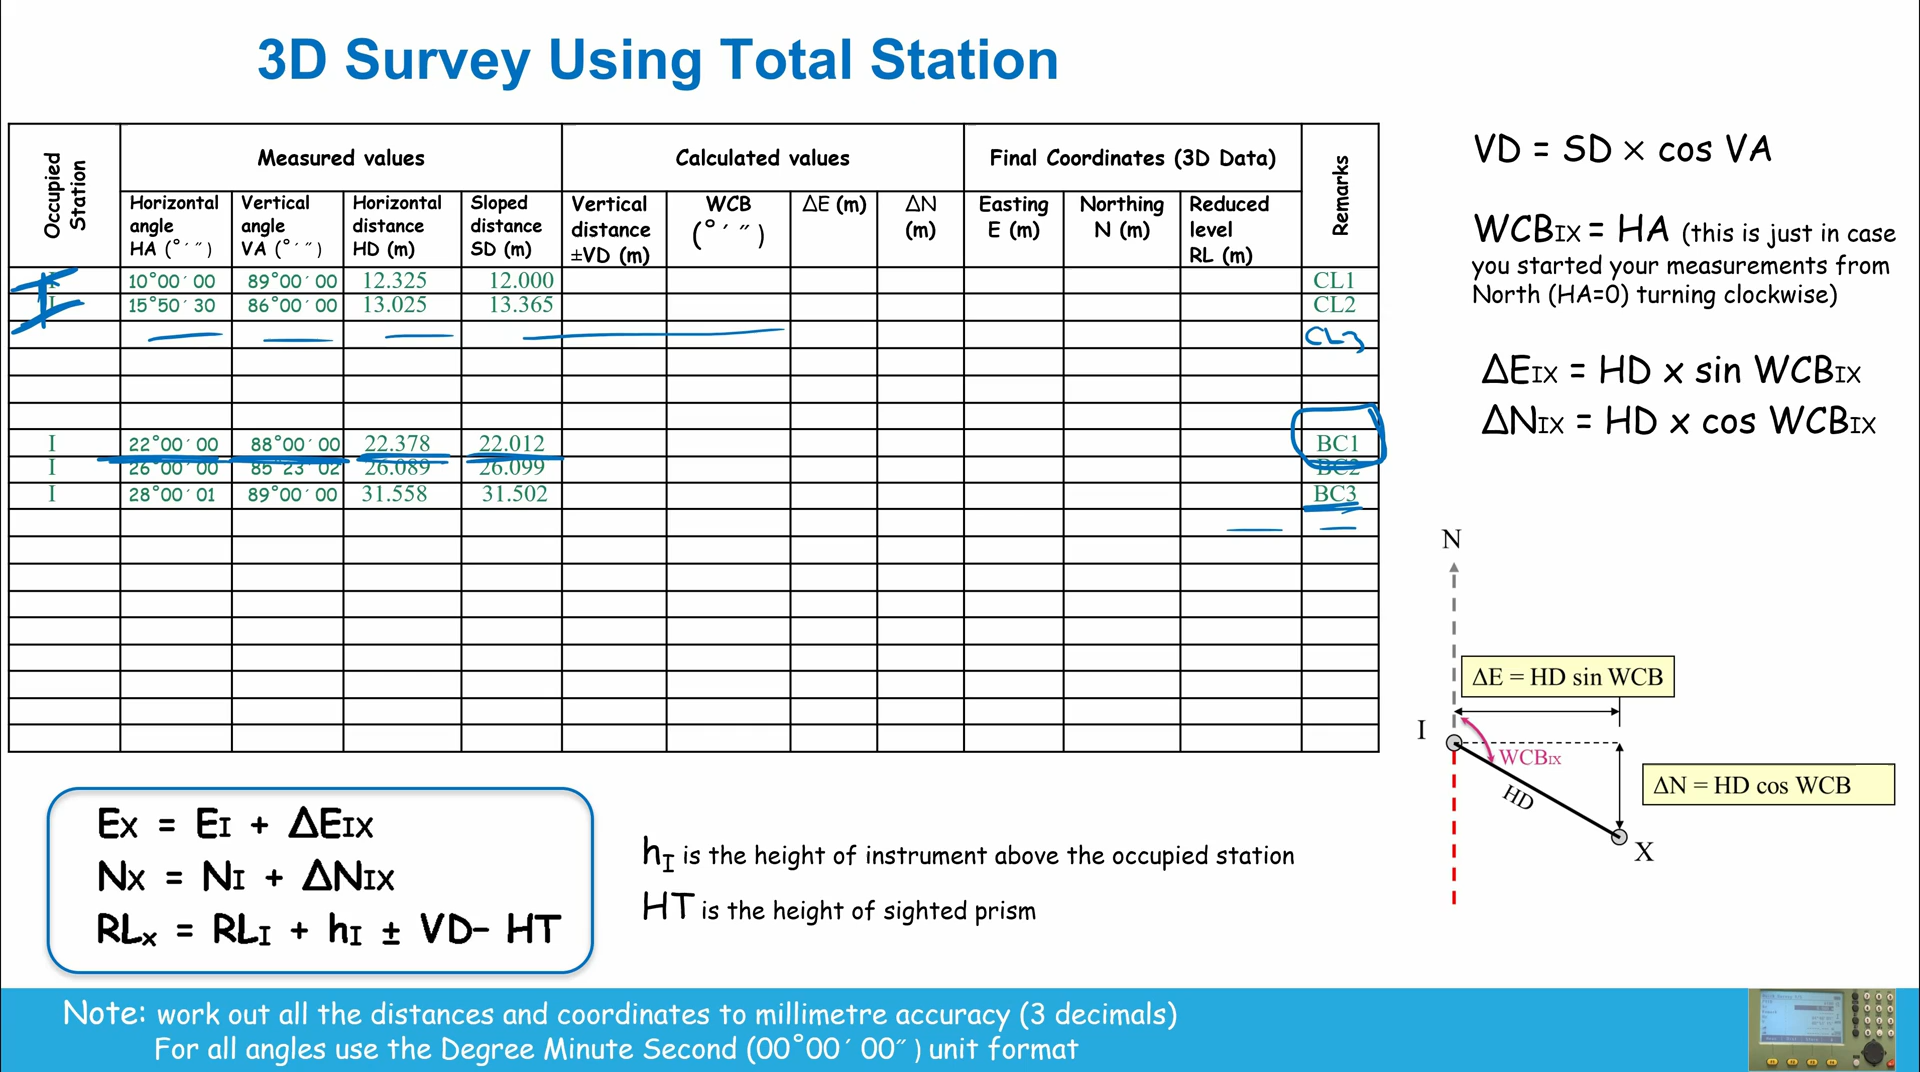 3D Survey Using Total Station
Occupied Station
Measured values
Calculated values
Final Coordinates (3D Data)
Remarks
Horizontal angle HA (°′″)
Vertical angle VA (°′″)
Horizontal distance HD (m)
Sloped distance SD (m)
Vertical distance ±VD (m)
WCB (°′″)
ΔE (m)
ΔN (m)
Easting E (m)
Northing N (m)
Reduced level RL (m)
I 10°00′00 89°00′00 12.325 12.000 CL1
I 15°50′30 86°00′00 13.025 13.365 CL2
CL3
I 22°00′00 88°00′00 22.378 22.012 BC1
I 26°00′00 85°23′02 26.089 26.099 BC2
I 28°00′01 89°00′00 31.558 31.502 BC3
VD = SD × cos VA
WCBIX = HA (this is just in case
you started your measurements from
North (HA=0) turning clockwise)
ΔEIX = HD x sin WCBIX
ΔNIX = HD x cos WCBIX
N
ΔE = HD sin WCB
I
WCBIX
HD
ΔN = HD cos WCB
X
EX = EI + ΔEIX
NX = NI + ΔNIX
RLx = RLI + hI ± VD- HT
hI is the height of instrument above the occupied station
HT is the height of sighted prism
Note: work out all the distances and coordinates to millimetre accuracy (3 decimals)
For all angles use the Degree Minute Second (00°00′00″) unit format